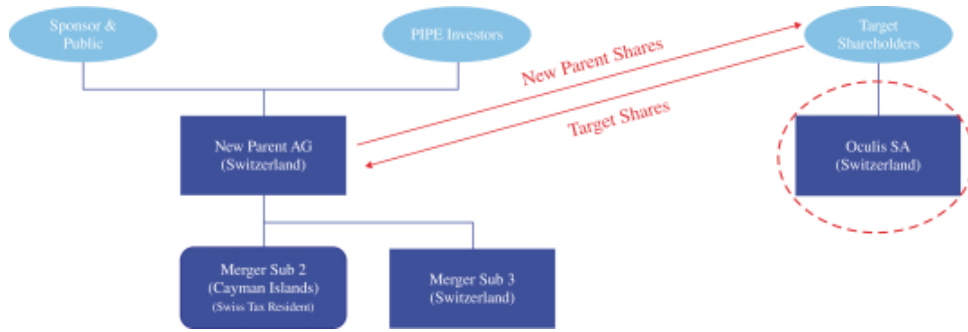 Sponsor &
Public
PIPE Investors
Target
Shareholders
New Parent Shares
Target Shares
New Parent AG
(Switzerland)
Oculis SA
(Switzerland)
Merger Sub 2
(Cayman Islands)
(Swiss Tax Resident)
Merger Sub 3
(Switzerland)